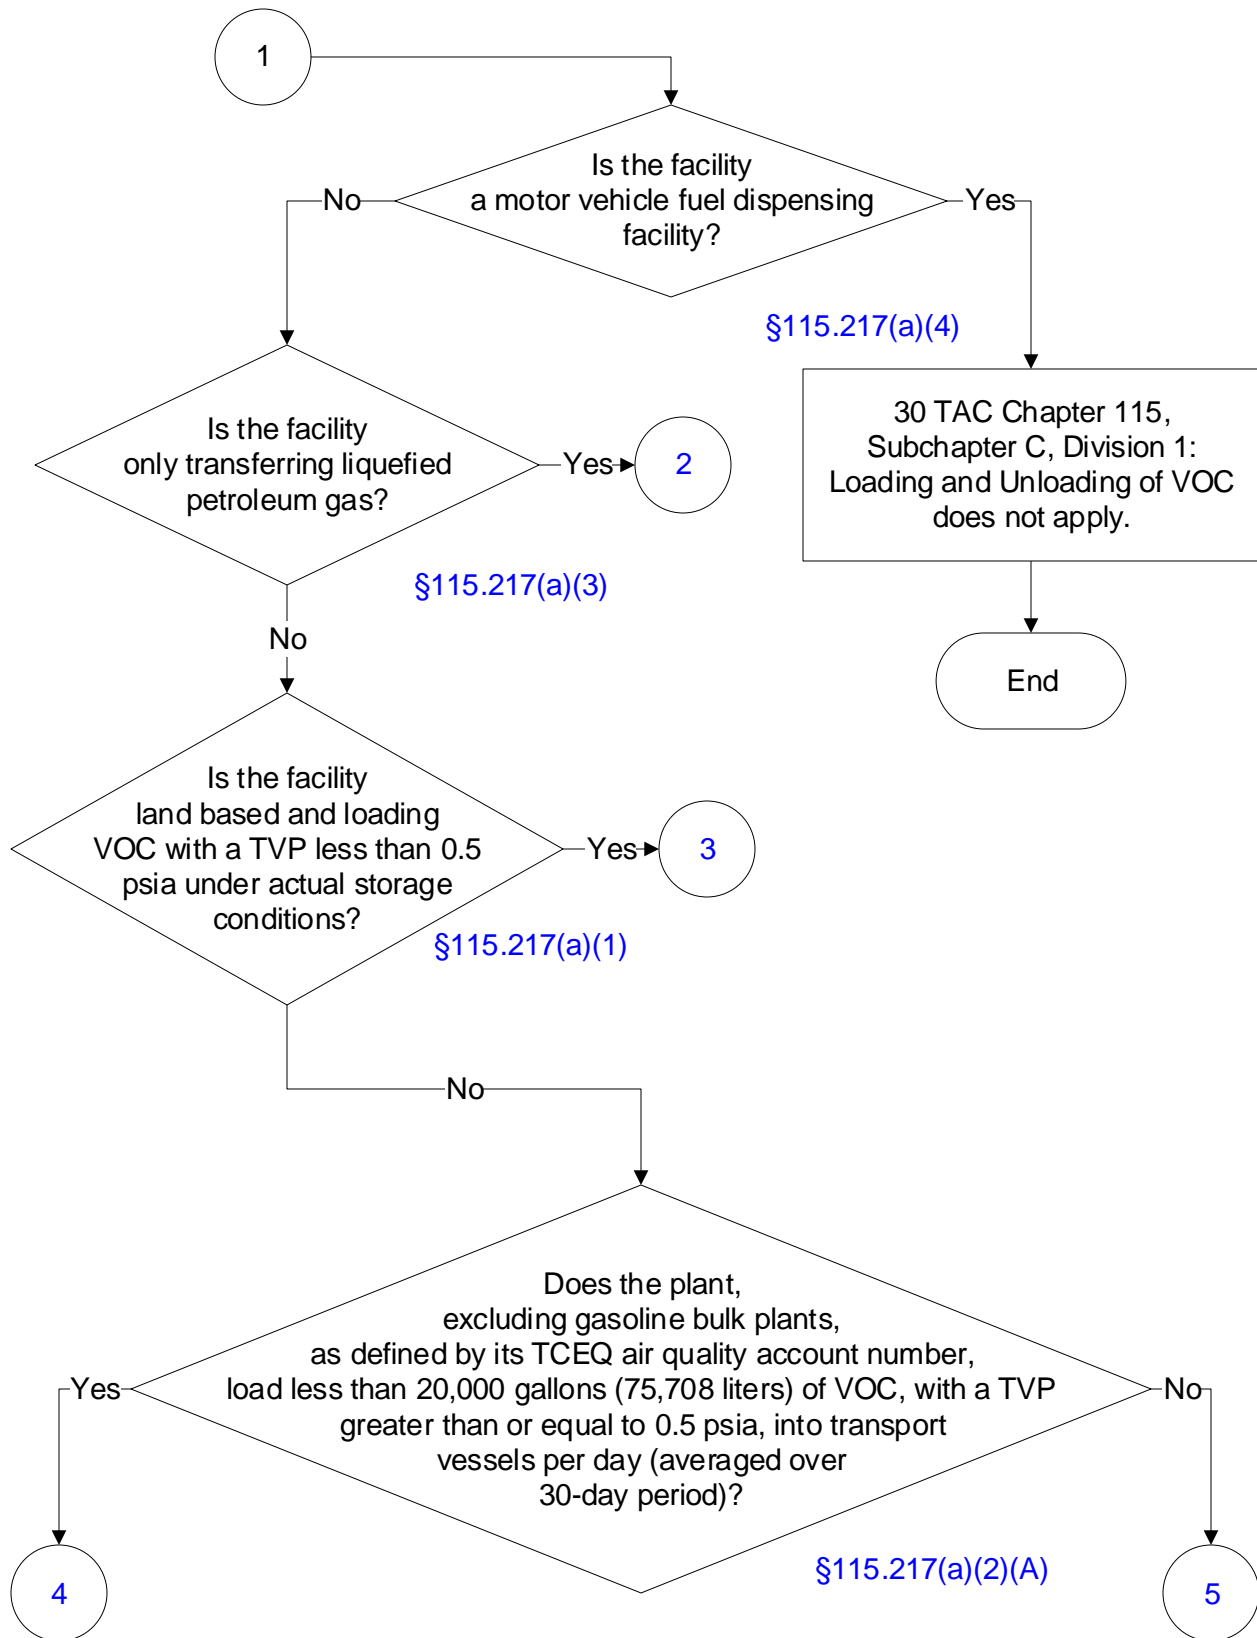 1
Is the facility
a motor vehicle fuel dispensing
facility?
No
Yes
§115.217(a)(4)
30 TAC Chapter 115,
Subchapter C, Division 1:
Loading and Unloading of VOC
does not apply.
End
Is the facility
only transferring liquefied
petroleum gas?
Yes
2
§115.217(a)(3)
No
Is the facility
land based and loading
VOC with a TVP less than 0.5
psia under actual storage
conditions?
Yes
3
§115.217(a)(1)
No
Does the plant,
excluding gasoline bulk plants,
as defined by its TCEQ air quality account number,
load less than 20,000 gallons (75,708 liters) of VOC, with a TVP
greater than or equal to 0.5 psia, into transport
vessels per day (averaged over
30-day period)?
Yes
No
§115.217(a)(2)(A)
4
5